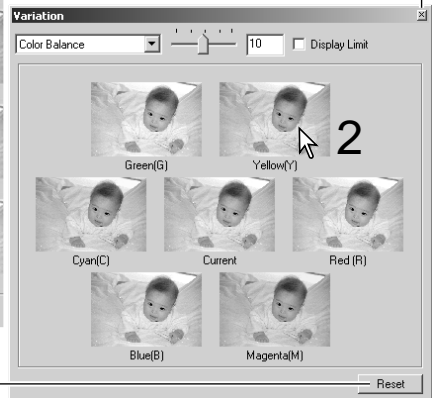 Variation
Color Balance 10 Display Limit
Green(G) Yellow(Y) 2
Cyan(C) Current Red (R)
Blue(B) Magenta(M)
Reset